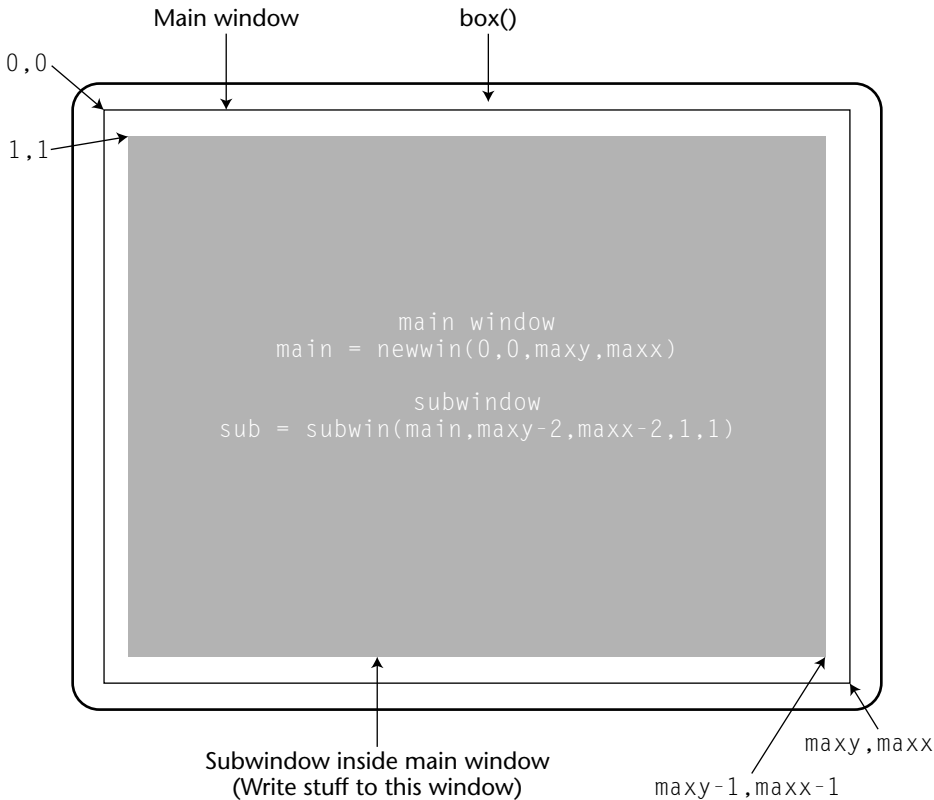 Main window
box()
0,0
1,1
main window
main = newwin(0,0,maxy,maxx)
subwindow
sub = subwin(main,maxy-2,maxx-2,1,1)
maxy,maxx
Subwindow inside main window
(Write stuff to this window)
maxy-1,maxx-1